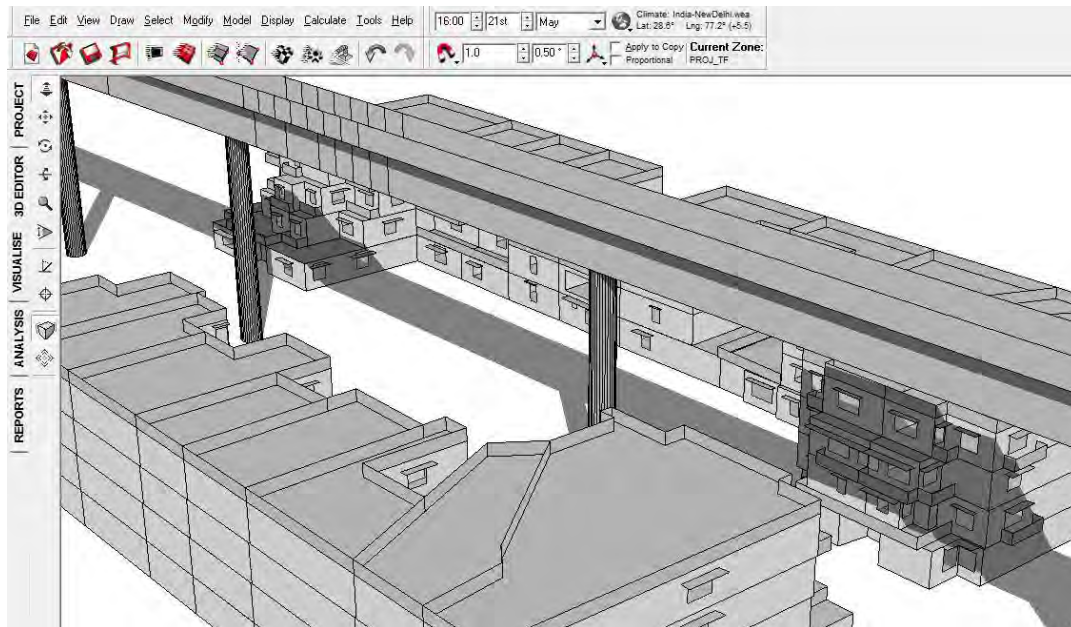 File Edit View Draw Select Modify Model Display Calculate Tools Help
16:00 21st May Climate: India-NewDelhi.wea
Lat: 28.6° Lng: 77.2° (+5.5)
1.0 0.50° Apply to Copy Current Zone:
Proportional PROJ_TF
PROJECT
3D EDITOR
VISUALISE
ANALYSIS
REPORTS